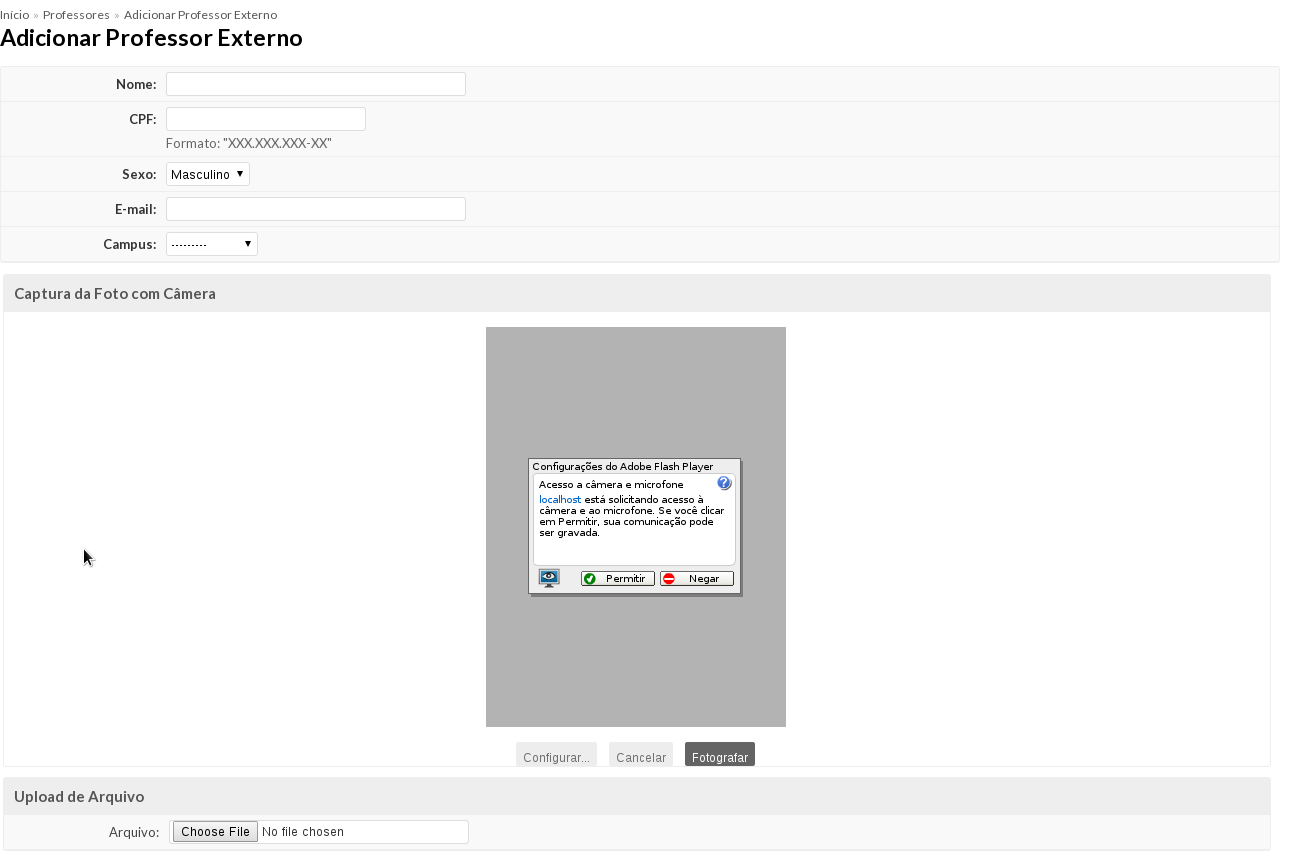 Início » Professores » Adicionar Professor Externo
Adicionar Professor Externo
Nome:
CPF:
Formato: "XXX.XXX.XXX-XX"
Sexo: Masculino
E-mail:
Campus: ---------
Captura da Foto com Câmera
Configurações do Adobe Flash Player
Acesso a câmera e microfone
localhost está solicitando acesso à
câmera e ao microfone. Se você clicar
em Permitir, sua comunicação pode
ser gravada.
Permitir Negar
Configurar... Cancelar Fotografar
Upload de Arquivo
Arquivo: Choose File No file chosen